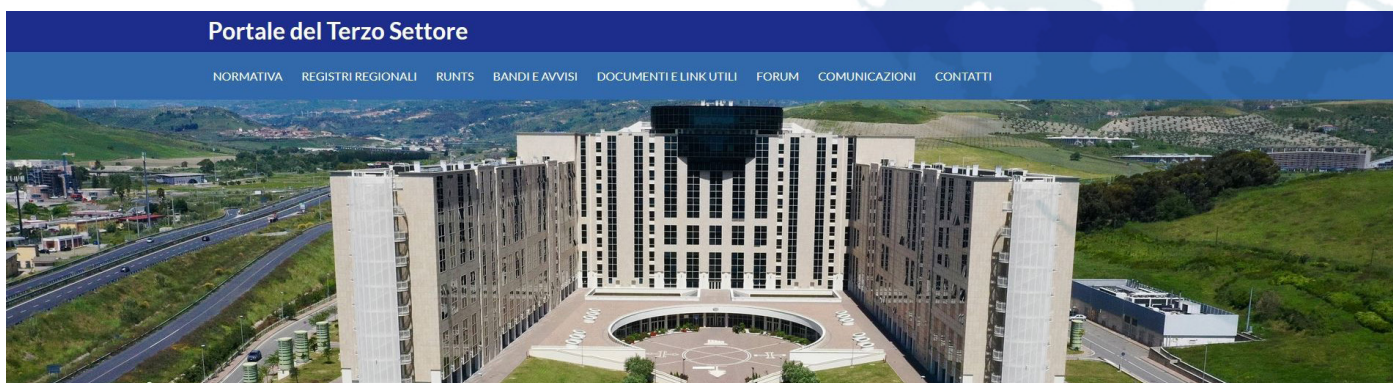 Portale del Terzo Settore
NORMATIVA REGISTRI REGIONALI RUNTS BANDI E AVVISI DOCUMENTI E LINK UTILI FORUM COMUNICAZIONI CONTATTI